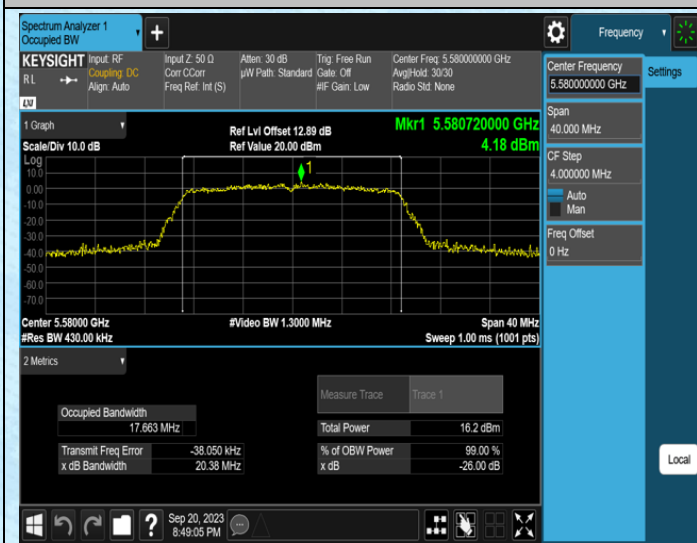 Spectrum Analyzer 1
Occupied BW
Frequency
KEYSIGHT
RL
Input: RF
Coupling: DC
Align: Auto
Input Z: 50 Ω
Corr CCorr
Freq Ref: Int (S)
Atten: 30 dB
µW Path: Standard
Trig: Free Run
Gate: Off
#IF Gain: Low
Center Freq: 5.580000000 GHz
Avg|Hold: 30/30
Radio Std: None
LXI
1 Graph
Scale/Div 10.0 dB
Ref Lvl Offset 12.89 dB
Ref Value 20.00 dBm
Mkr1 5.580720000 GHz
4.18 dBm
Log
10.0
0.00
-10.0
-20.0
-30.0
-40.0
-50.0
-60.0
-70.0
1
Center 5.58000 GHz
#Res BW 430.00 kHz
#Video BW 1.3000 MHz
Span 40 MHz
Sweep 1.00 ms (1001 pts)
2 Metrics
Measure Trace
Trace 1
Occupied Bandwidth
17.663 MHz
Total Power
16.2 dBm
Transmit Freq Error
-38.050 kHz
% of OBW Power
99.00 %
x dB Bandwidth
20.38 MHz
x dB
-26.00 dB
Center Frequency
5.580000000 GHz
Settings
Span
40.000 MHz
CF Step
4.000000 MHz
Auto
Man
Freq Offset
0 Hz
Local
?
Sep 20, 2023
8:49:05 PM